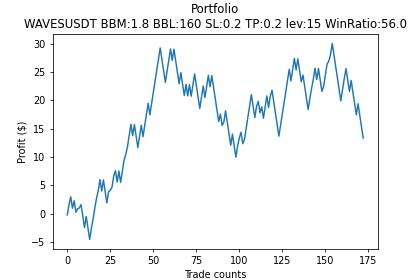 Portfolio
WAVESUSDT BBM:1.8 BBL:160 SL:0.2 TP:0.2 lev:15 WinRatio:56.0
Profit ($)
30
25
20
15
10
5
0
−5
0 25 50 75 100 125 150 175
Trade counts